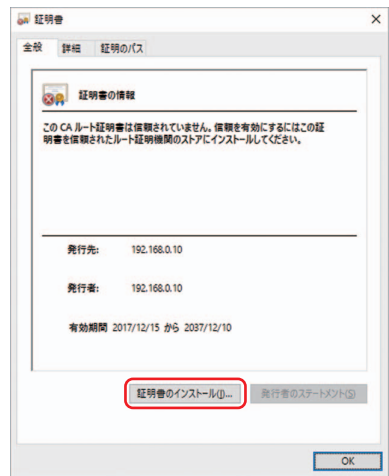 証明書
全般
詳細
証明のパス
証明書の情報
この CA ルート証明書は信頼されていません。信頼を有効にするにはこの証
明書を信頼されたルート証明機関のストアにインストールしてください。
発行先: 192.168.0.10
発行者: 192.168.0.10
有効期間 2017/12/15 から 2037/12/10
証明書のインストール(I)...
発行者のステートメント(S)
OK